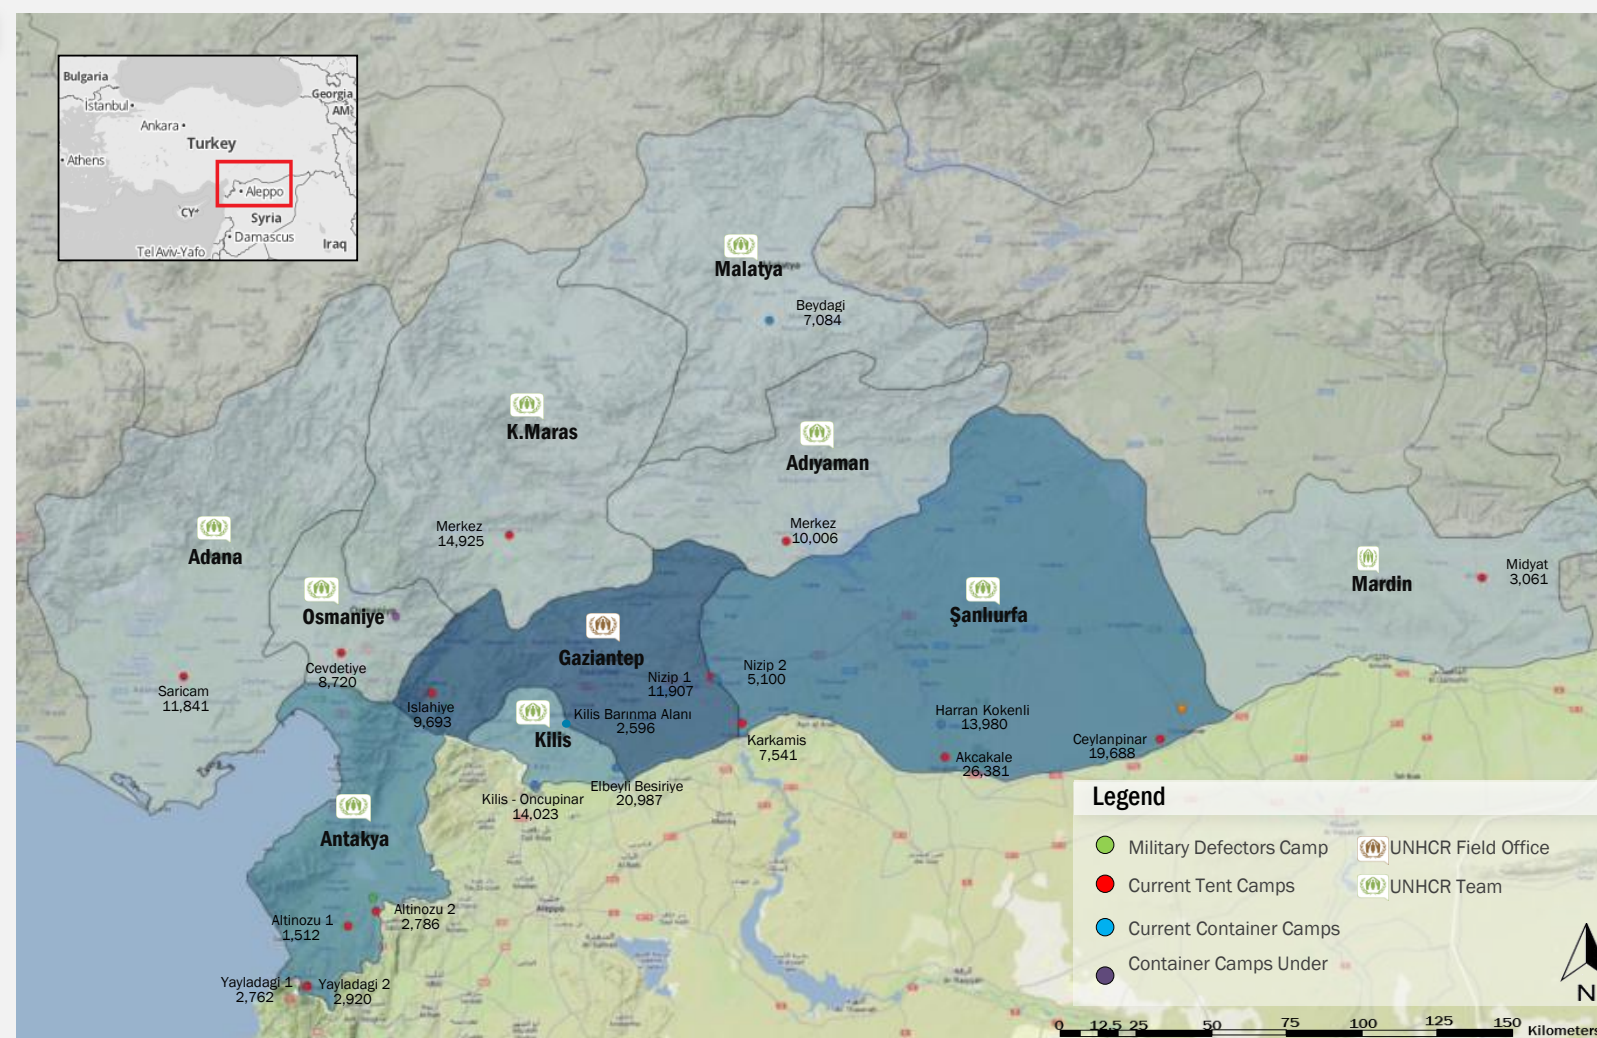 Bulgaria
Georgia
İstanbul
AM
Ankara
Turkey
Athens
Aleppo
CY
Syria
Damascus
Iraq
Tel Aviv-Yafo
Malatya
Beydagi
7,084
K.Maras
Merkez
14,925
Adıyaman
Merkez
10,006
Adana
Saricam
11,841
Osmaniye
Cevdetiye
8,720
Islahiye
9,693
Gaziantep
Nizip 1
11,907
Nizip 2
5,100
Kilis Barınma Alanı
2,596
Kilis
Karkamis
7,541
Elbeyli Besiriye
20,987
Kilis - Oncupinar
14,023
Şanlıurfa
Harran Kokenli
13,980
Akcakale
26,381
Ceylanpinar
19,688
Mardin
Midyat
3,061
Antakya
Altinozu 1
1,512
Altinozu 2
2,786
Yayladagi 1
2,762
Yayladagi 2
2,920
Aleppo
Legend
Military Defectors Camp
UNHCR Field Office
Current Tent Camps
UNHCR Team
Current Container Camps
Container Camps Under
N
0 12,5 25 50 75 100 125 150 Kilometers